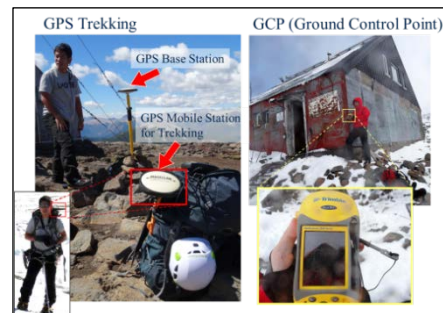 GPS Trekking
GCP (Ground Control Point)
GPS Base Station
GPS Mobile Station
for Trekking